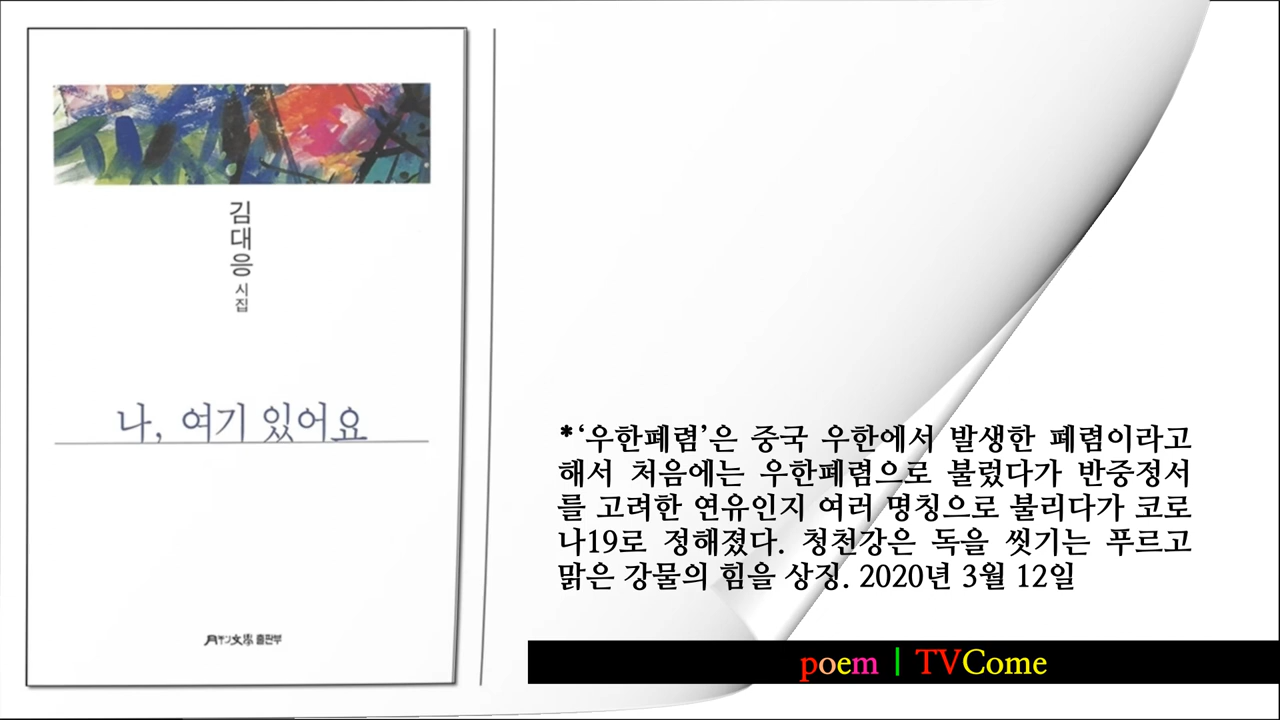 김대응
시집
나, 여기 있어요
月刊文學 출판부
*‘우한폐렴’은 중국 우한에서 발생한 폐렴이라고
해서 처음에는 우한폐렴으로 불렀다가 반중정서
를 고려한 연유인지 여러 명칭으로 불리다가 코로
나19로 정해졌다. 청천강은 독을 씻기는 푸르고
맑은 강물의 힘을 상징. 2020년 3월 12일
poem | TVCome